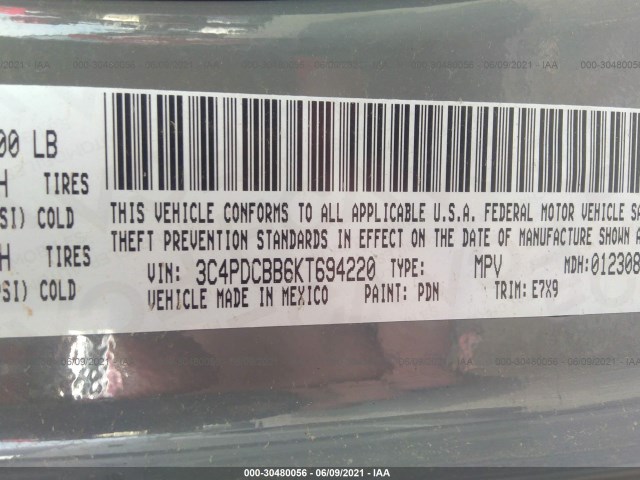 000-30480056 - 06/09/2021 - IAA
00 LB
H TIRES
SI) COLD
H TIRES
PSI) COLD
THIS VEHICLE CONFORMS TO ALL APPLICABLE U.S.A. FEDERAL MOTOR VEHICLE SA
THEFT PREVENTION STANDARDS IN EFFECT ON THE DATE OF MANUFACTURE SHOWN A
VIN: 3C4PDCBB6KT694220 TYPE: MPV MDH: 012308
VEHICLE MADE IN MEXICO PAINT: PDN TRIM: E7X9
000-30480056 - 06/09/2021 - IAA